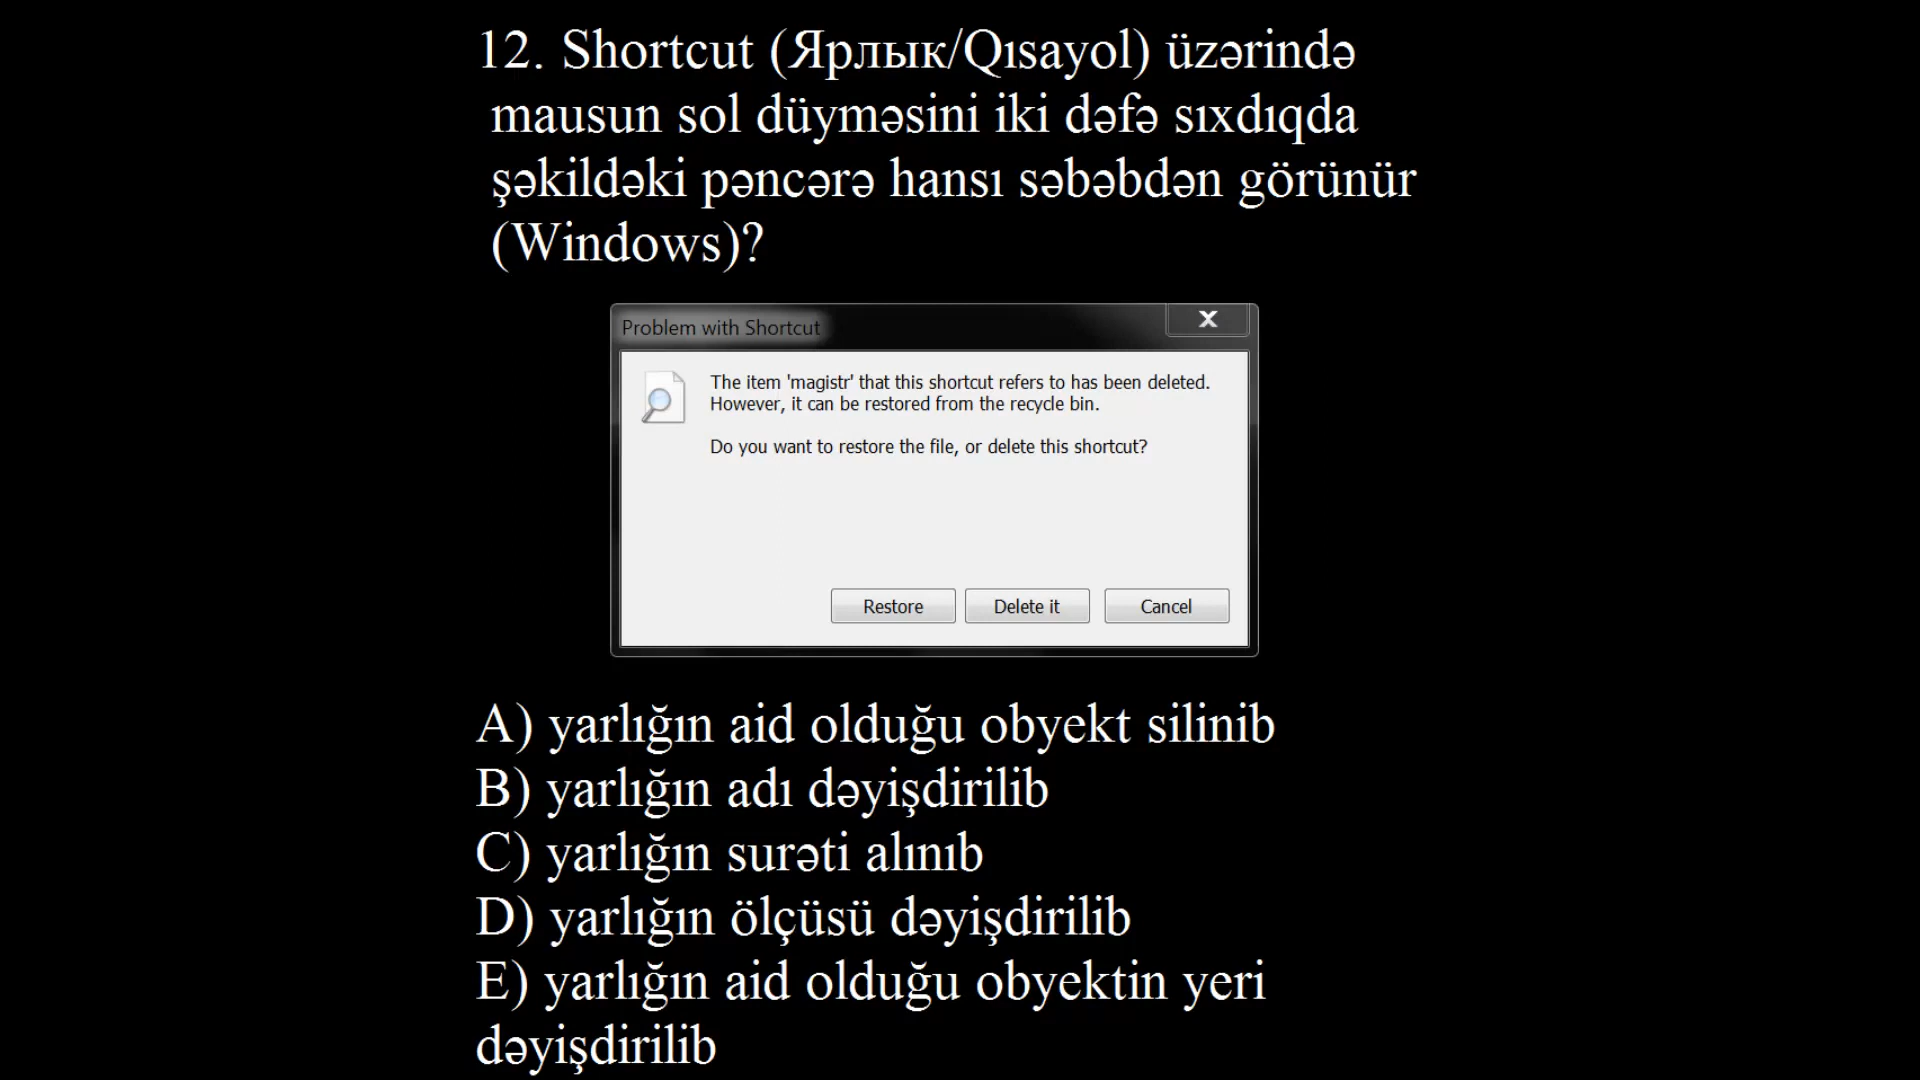 12. Shortcut (Ярлык/Qısayol) üzərində
mausun sol düyməsini iki dəfə sıxdıqda
şəkildəki pəncərə hansı səbəbdən görünür
(Windows)?
Problem with Shortcut
X
The item 'magistr' that this shortcut refers to has been deleted.
However, it can be restored from the recycle bin.
Do you want to restore the file, or delete this shortcut?
Restore Delete it Cancel
A) yarlığın aid olduğu obyekt silinib
B) yarlığın adı dəyişdirilib
C) yarlığın surəti alınıb
D) yarlığın ölçüsü dəyişdirilib
E) yarlığın aid olduğu obyektin yeri
dəyişdirilib